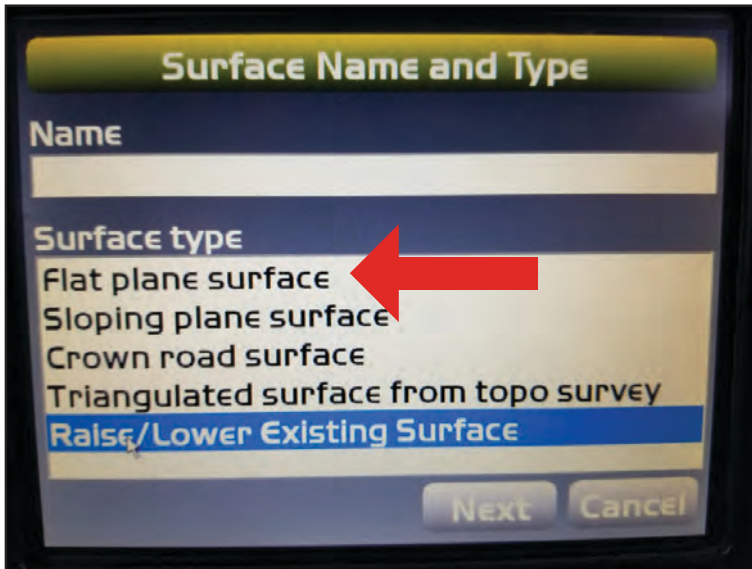 Surface Name and Type
Name
Surface type
Flat plane surface
Sloping plane surface
Crown road surface
Triangulated surface from topo survey
Raise/Lower Existing Surface
Next Cancel